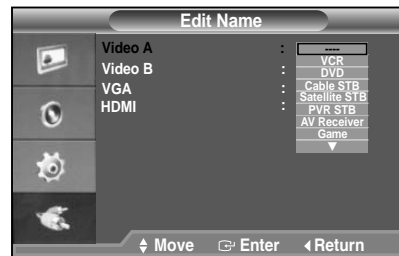 Edit Name
Video A : ----
Video B :
VGA :
HDMI :
VCR
DVD
Cable STB
Satellite STB
PVR STB
AV Receiver
Game
▼
Move Enter Return